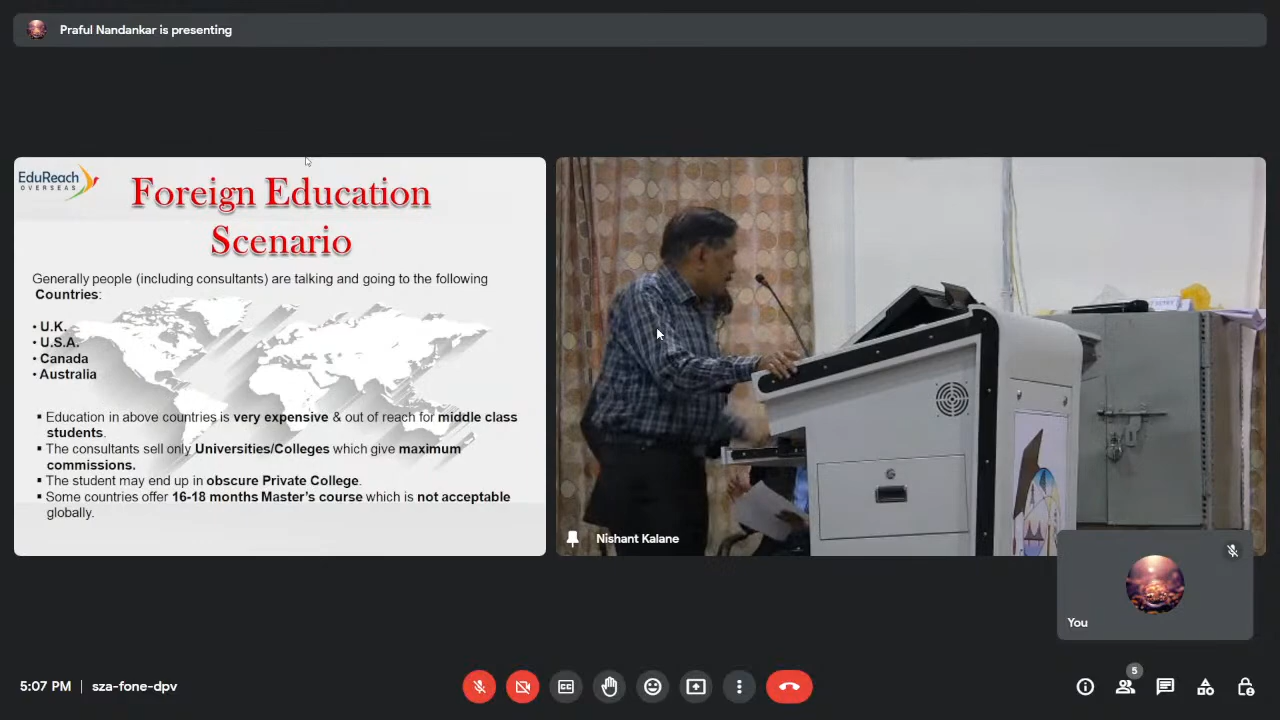 Praful Nandankar is presenting
EduReach
OVERSEAS
Foreign Education
Scenario
Generally people (including consultants) are talking and going to the following
Countries:
• U.K.
• U.S.A.
• Canada
• Australia
▪ Education in above countries is very expensive & out of reach for middle class
students.
▪ The consultants sell only Universities/Colleges which give maximum
commissions.
▪ The student may end up in obscure Private College.
▪ Some countries offer 16-18 months Master's course which is not acceptable
globally.
Nishant Kalane
You
5:07 PM | sza-fone-dpv
5